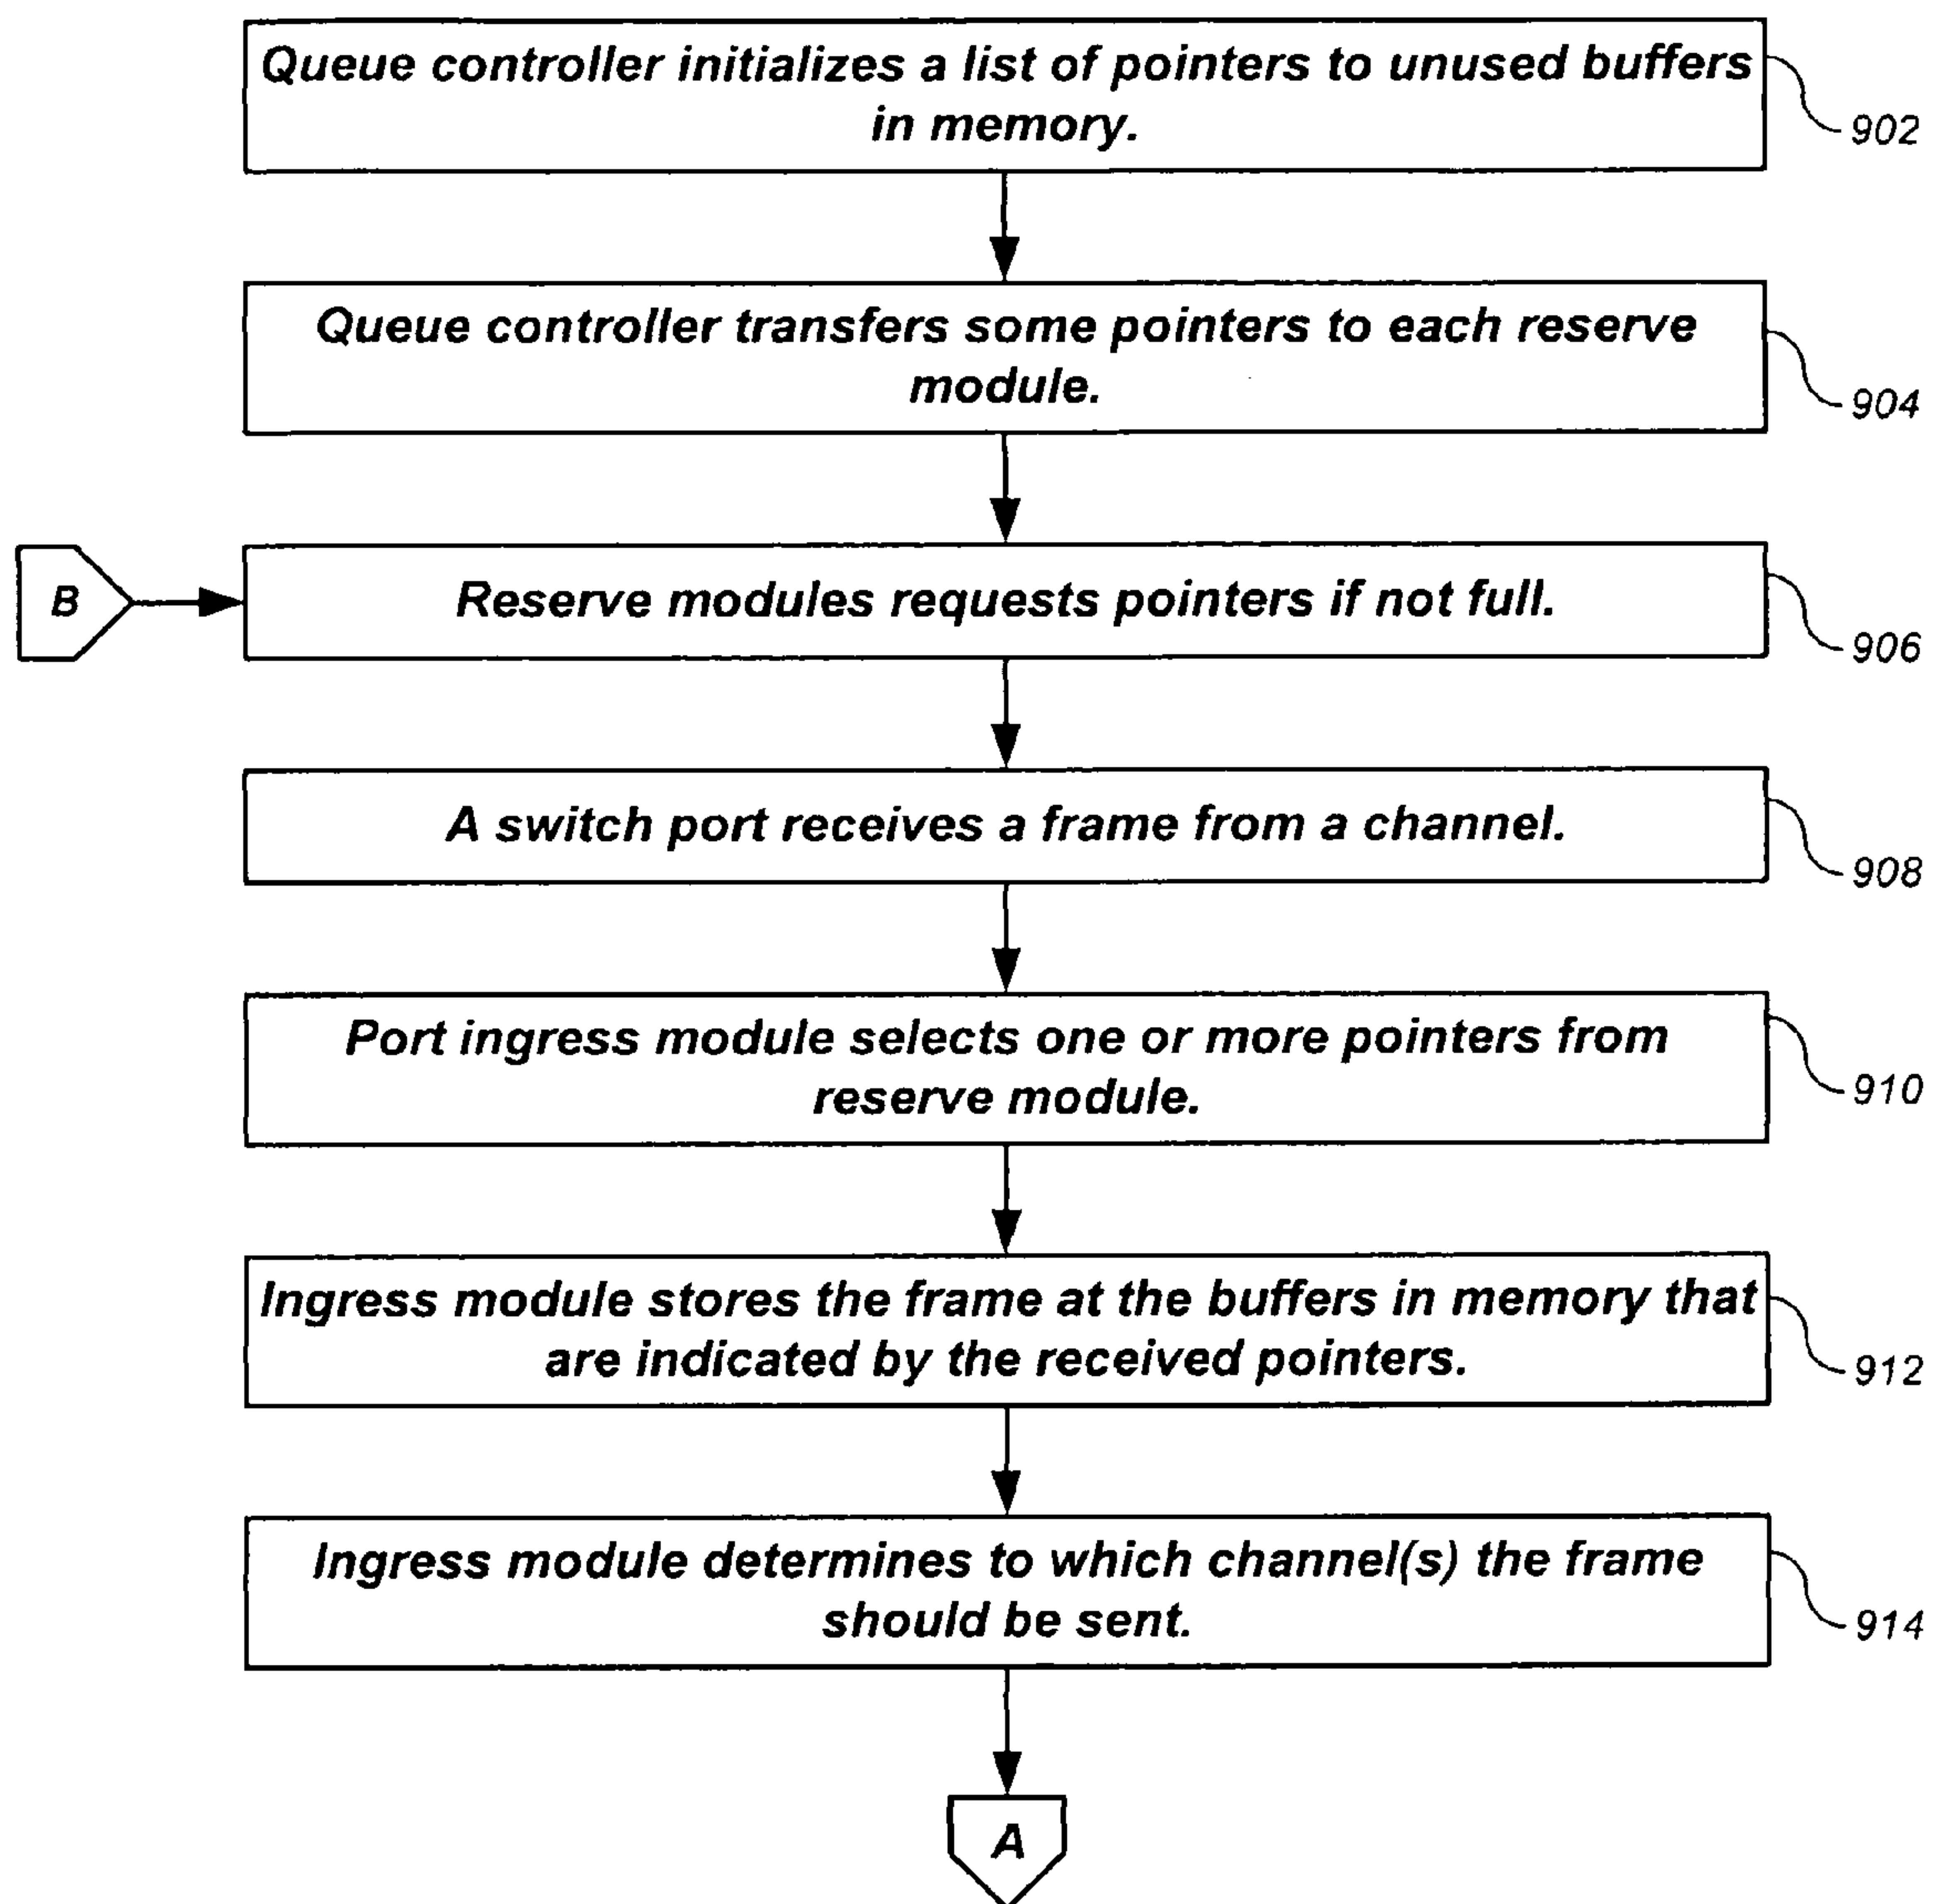 Queue controller initializes a list of pointers to unused buffers
in memory.
902
Queue controller transfers some pointers to each reserve
module.
904
B
Reserve modules requests pointers if not full.
906
A switch port receives a frame from a channel.
908
Port ingress module selects one or more pointers from
reserve module.
910
Ingress module stores the frame at the buffers in memory that
are indicated by the received pointers.
912
Ingress module determines to which channel(s) the frame
should be sent.
914
A